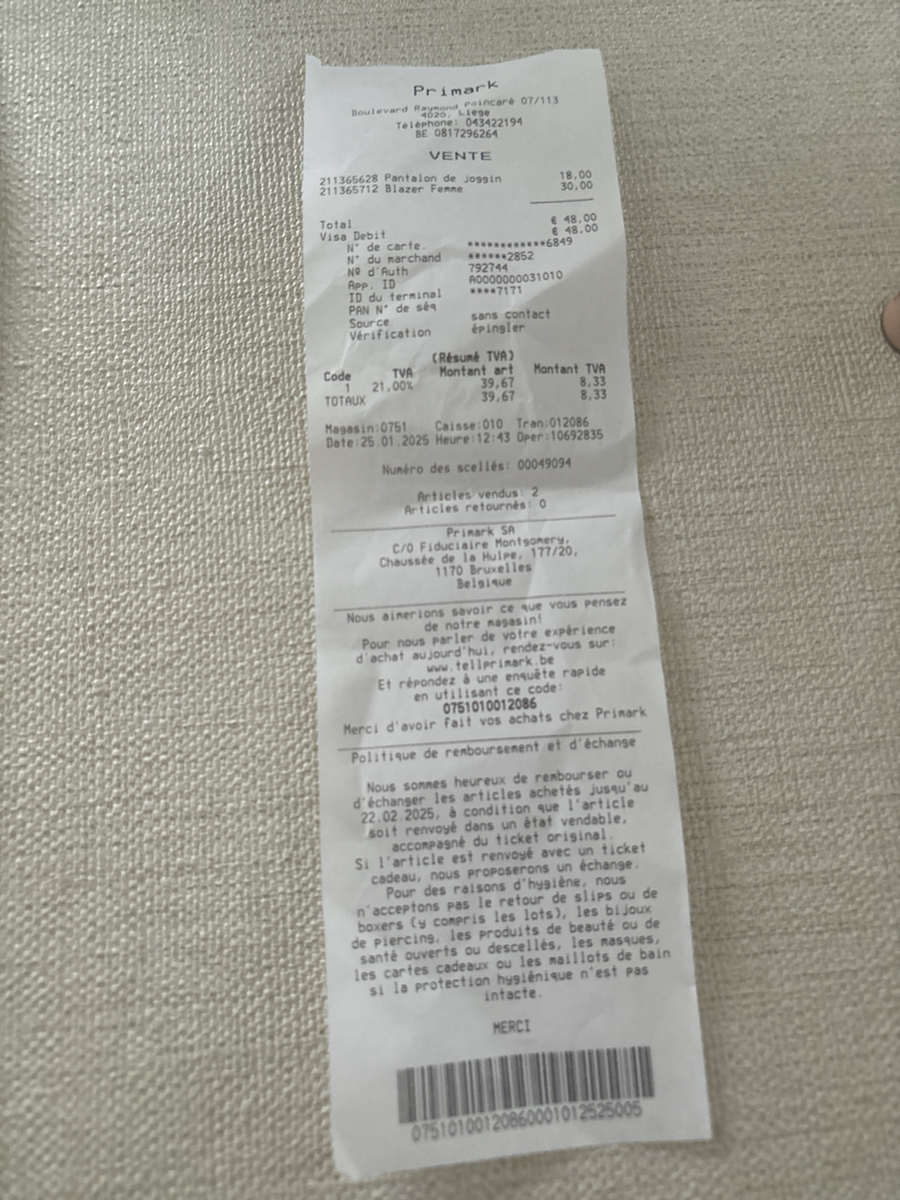 Primark
Boulevard Raymond Poincaré 07/113
4020, Liege
Téléphone: 043422194
BE 0817296264
VENTE
211365628 Pantalon de joggin 18,00
211365712 Blazer Femme 30,00
Total € 48,00
Visa Debit € 48,00
N° de carte. ************6849
N° du marchand ******2852
Nº d'Auth 792744
App. ID A0000000031010
ID du terminal ****7171
PAN N° de séq
Source sans contact
Vérification épingler
(Résumé TVA)
Code TVA Montant art Montant TVA
1 21,00% 39,67 8,33
TOTAUX 39,67 8,33
Magasin:0751 Caisse:010 Tran:012086
Date:25.01.2025 Heure:12:43 Oper:10692835
Numéro des scellés: 00049094
Articles vendus: 2
Articles retournés: 0
Primark SA
C/O Fiduciaire Montgomery,
Chaussée de la Hulpe, 177/20,
1170 Bruxelles
Belgique
Nous aimerions savoir ce que vous pensez
de notre magasin!
Pour nous parler de votre expérience
d'achat aujourd'hui, rendez-vous sur:
www.tellprimark.be
Et répondez à une enquête rapide
en utilisant ce code:
0751010012086
Merci d'avoir fait vos achats chez Primark
Politique de remboursement et d'échange
Nous sommes heureux de rembourser ou
d'échanger les articles achetés jusqu'au
22.02.2025, à condition que l'article
soit renvoyé dans un état vendable,
accompagné du ticket original.
Si l'article est renvoyé avec un ticket
cadeau, nous proposerons un échange.
Pour des raisons d'hygiène, nous
n'acceptons pas le retour de slips ou de
boxers (y compris les lots), les bijoux
de piercing, les produits de beauté ou de
santé ouverts ou descellés, les masques,
les cartes cadeaux ou les maillots de bain
si la protection hygiénique n'est pas
intacte.
MERCI
07510100120860001012525005